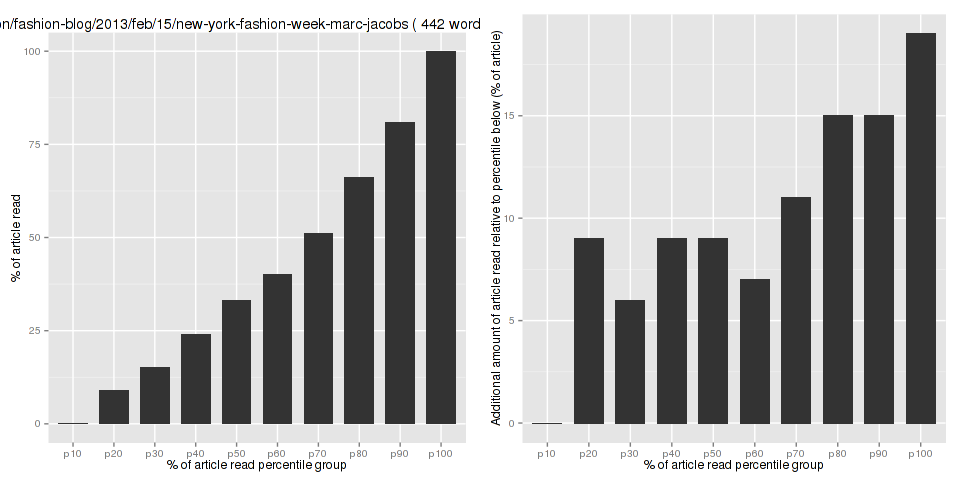 on/fashion-blog/2013/feb/15/new-york-fashion-week-marc-jacobs ( 442 word
% of article read
100
75
50
25
0
p10 p20 p30 p40 p50 p60 p70 p80 p90 p100
% of article read percentile group
Additional amount of article read relative to percentile below (% of article)
15
10
5
0
p10 p20 p30 p40 p50 p60 p70 p80 p90 p100
% of article read percentile group